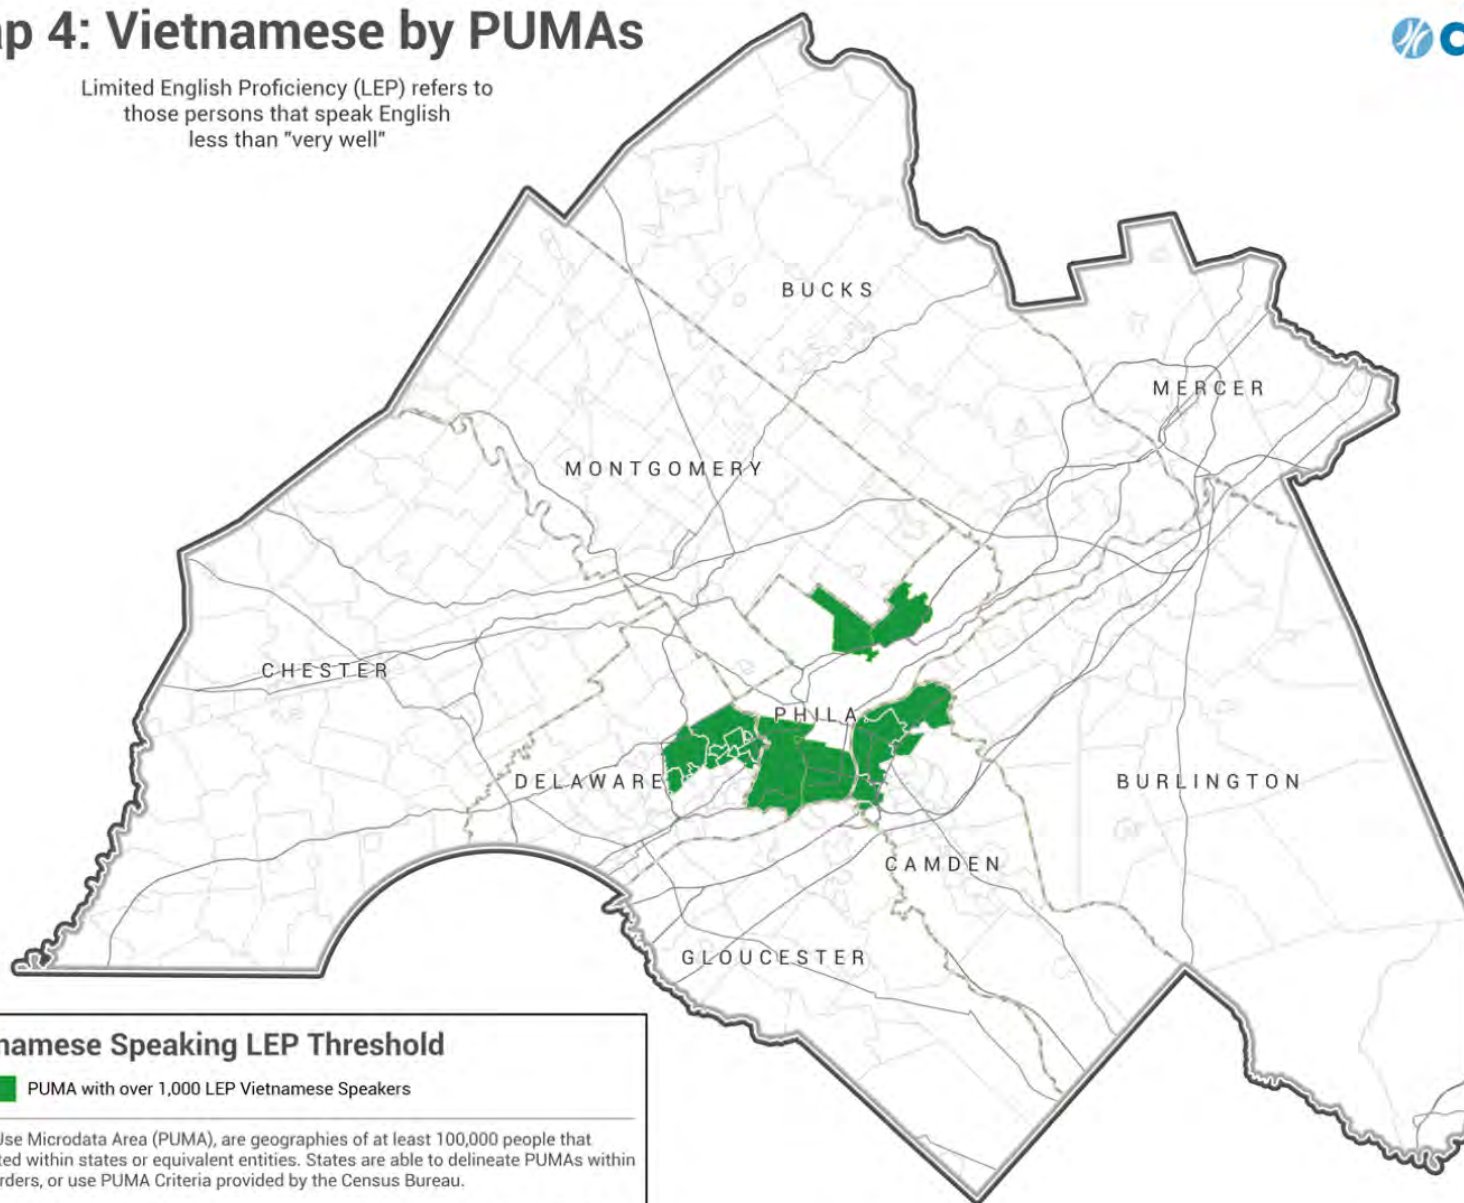 ap 4: Vietnamese by PUMAs
Limited English Proficiency (LEP) refers to
those persons that speak English
less than "very well"
BUCKS
MERCER
MONTGOMERY
CHESTER
PHILA
DELAWARE
BURLINGTON
CAMDEN
GLOUCESTER
namese Speaking LEP Threshold
PUMA with over 1,000 LEP Vietnamese Speakers
Use Microdata Area (PUMA), are geographies of at least 100,000 people that
ted within states or equivalent entities. States are able to delineate PUMAs within
rders, or use PUMA Criteria provided by the Census Bureau.